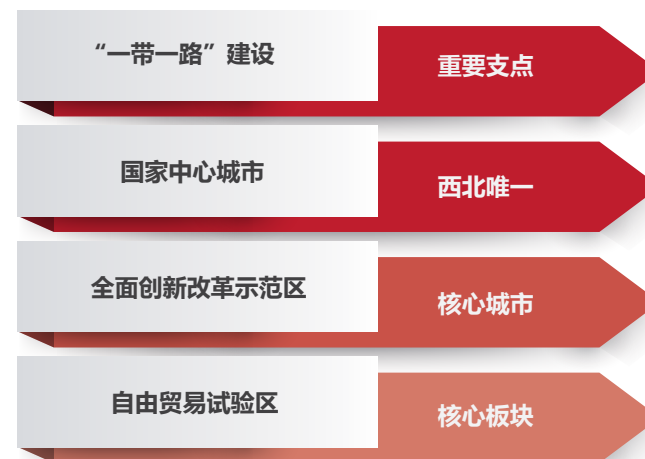 “一带一路”建设
重要支点
国家中心城市
西北唯一
全面创新改革示范区
核心城市
自由贸易试验区
核心板块